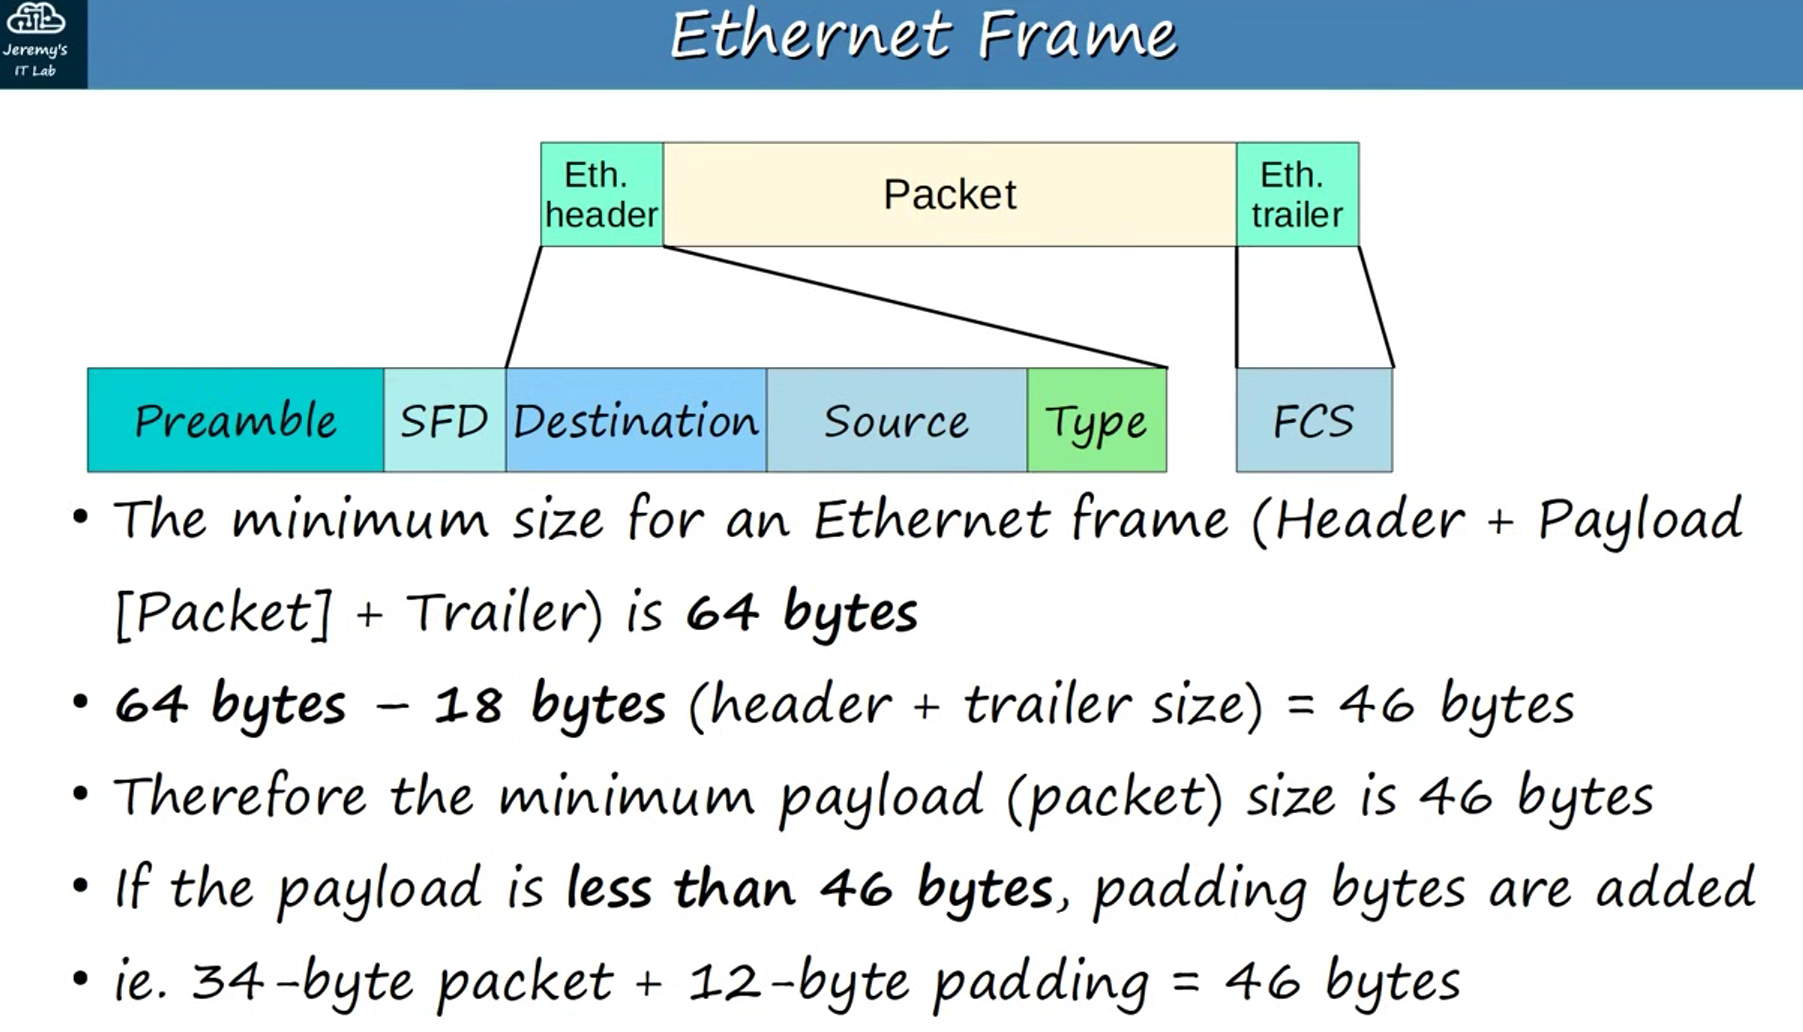 Jeremy's
IT Lab
Ethernet Frame
Eth.
header
Packet
Eth.
trailer
Preamble
SFD
Destination
Source
Type
FCS
• The minimum size for an Ethernet frame (Header + Payload
[Packet] + Trailer) is 64 bytes
• 64 bytes – 18 bytes (header + trailer size) = 46 bytes
• Therefore the minimum payload (packet) size is 46 bytes
• If the payload is less than 46 bytes, padding bytes are added
• ie. 34-byte packet + 12-byte padding = 46 bytes